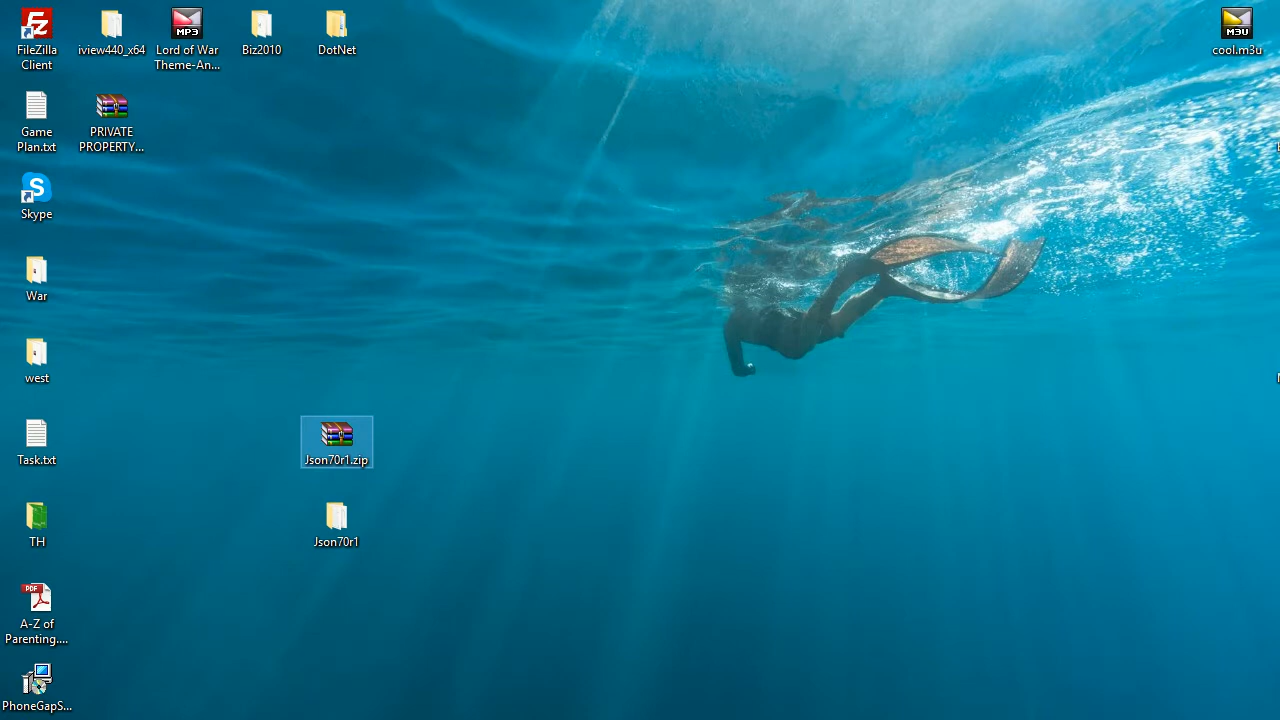 FileZilla
Client
iview440_x64
MP3
Lord of War
Theme-An...
Biz2010
DotNet
M3U
cool.m3u
Game
Plan.txt
PRIVATE
PROPERTY...
S
Skype
War
west
Task.txt
Json70r1.zip
TH
Json70r1
PDF
A-Z of
Parenting....
PhoneGapS...